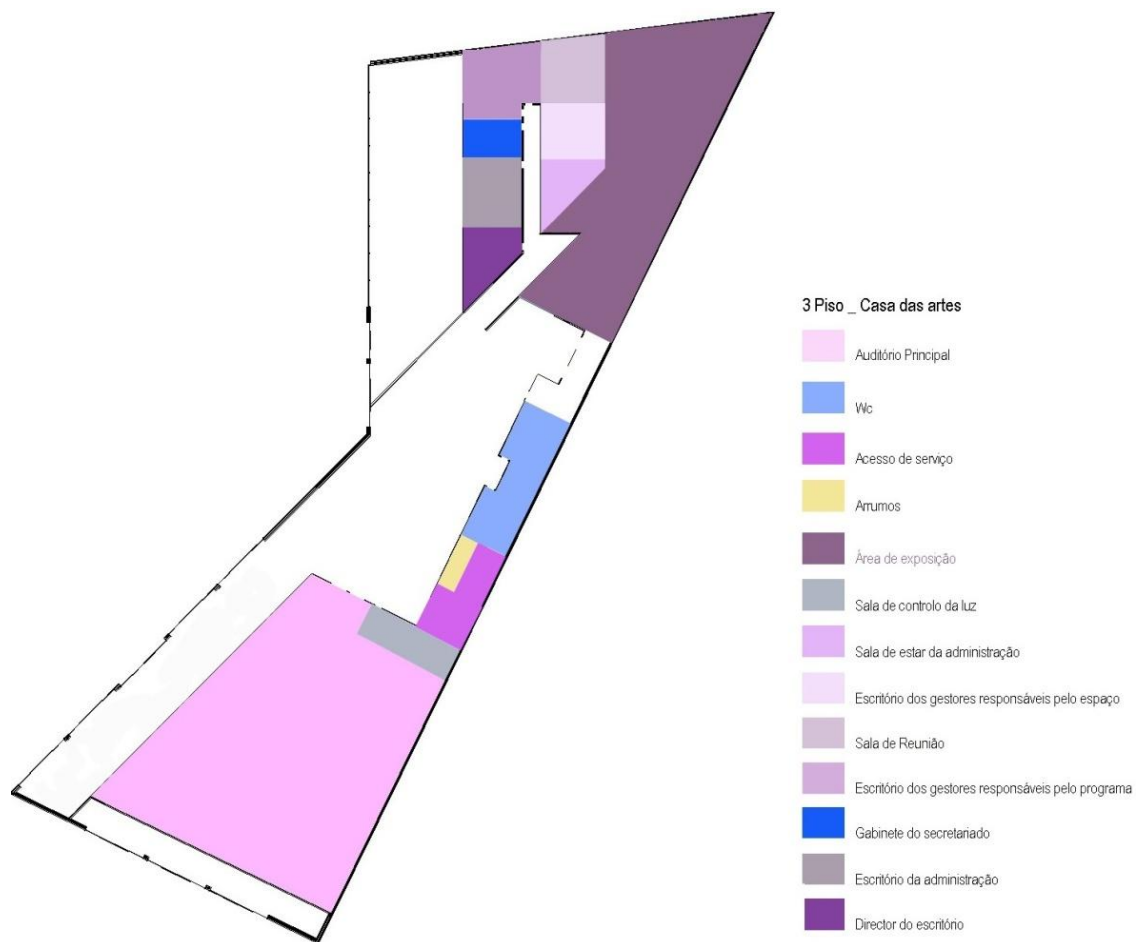 3 Piso _ Casa das artes
Auditório Principal
Wc
Acesso de serviço
Arrumos
Área de exposição
Sala de controlo da luz
Sala de estar da administração
Escritório dos gestores responsáveis pelo espaço
Sala de Reunião
Escritório dos gestores responsáveis pelo programa
Gabinete do secretariado
Escritório da administração
Director do escritório